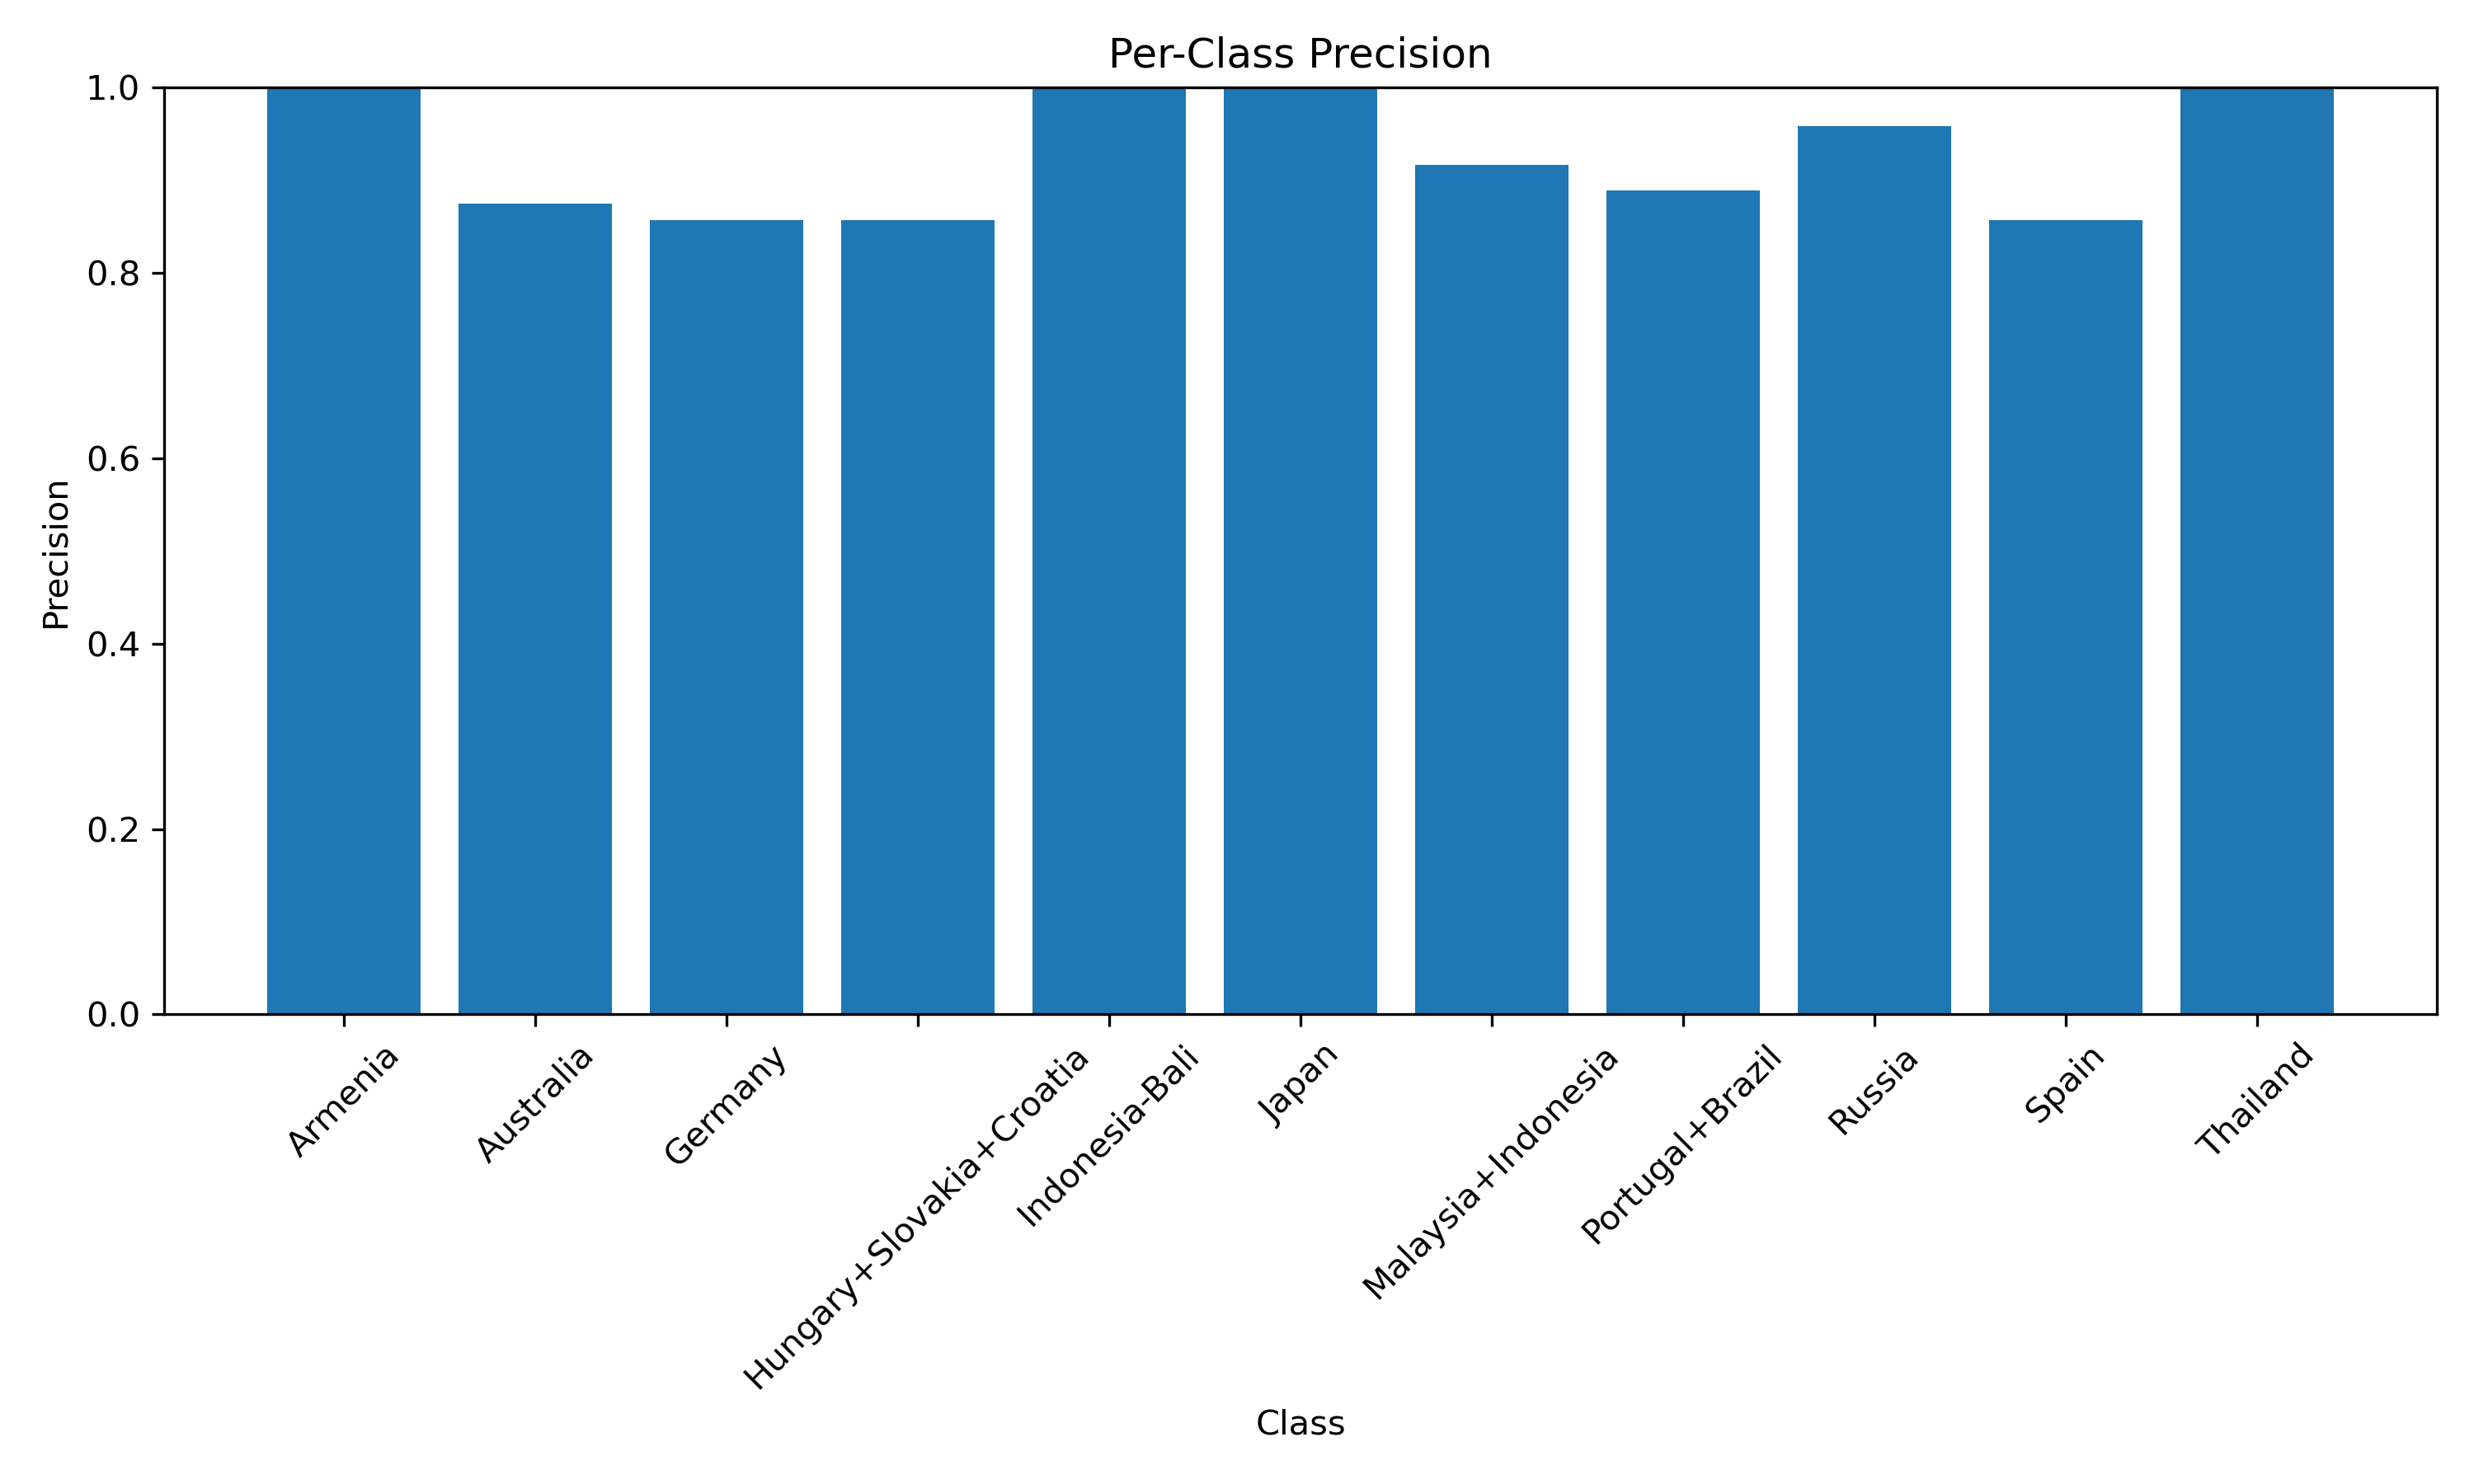 Per-Class Precision
1.0
0.8
0.6
0.4
0.2
0.0
Precision
Armenia
Australia
Germany
Hungary+Slovakia+Croatia
Indonesia-Bali
Japan
Malaysia+Indonesia
Portugal+Brazil
Russia
Spain
Thailand
Class